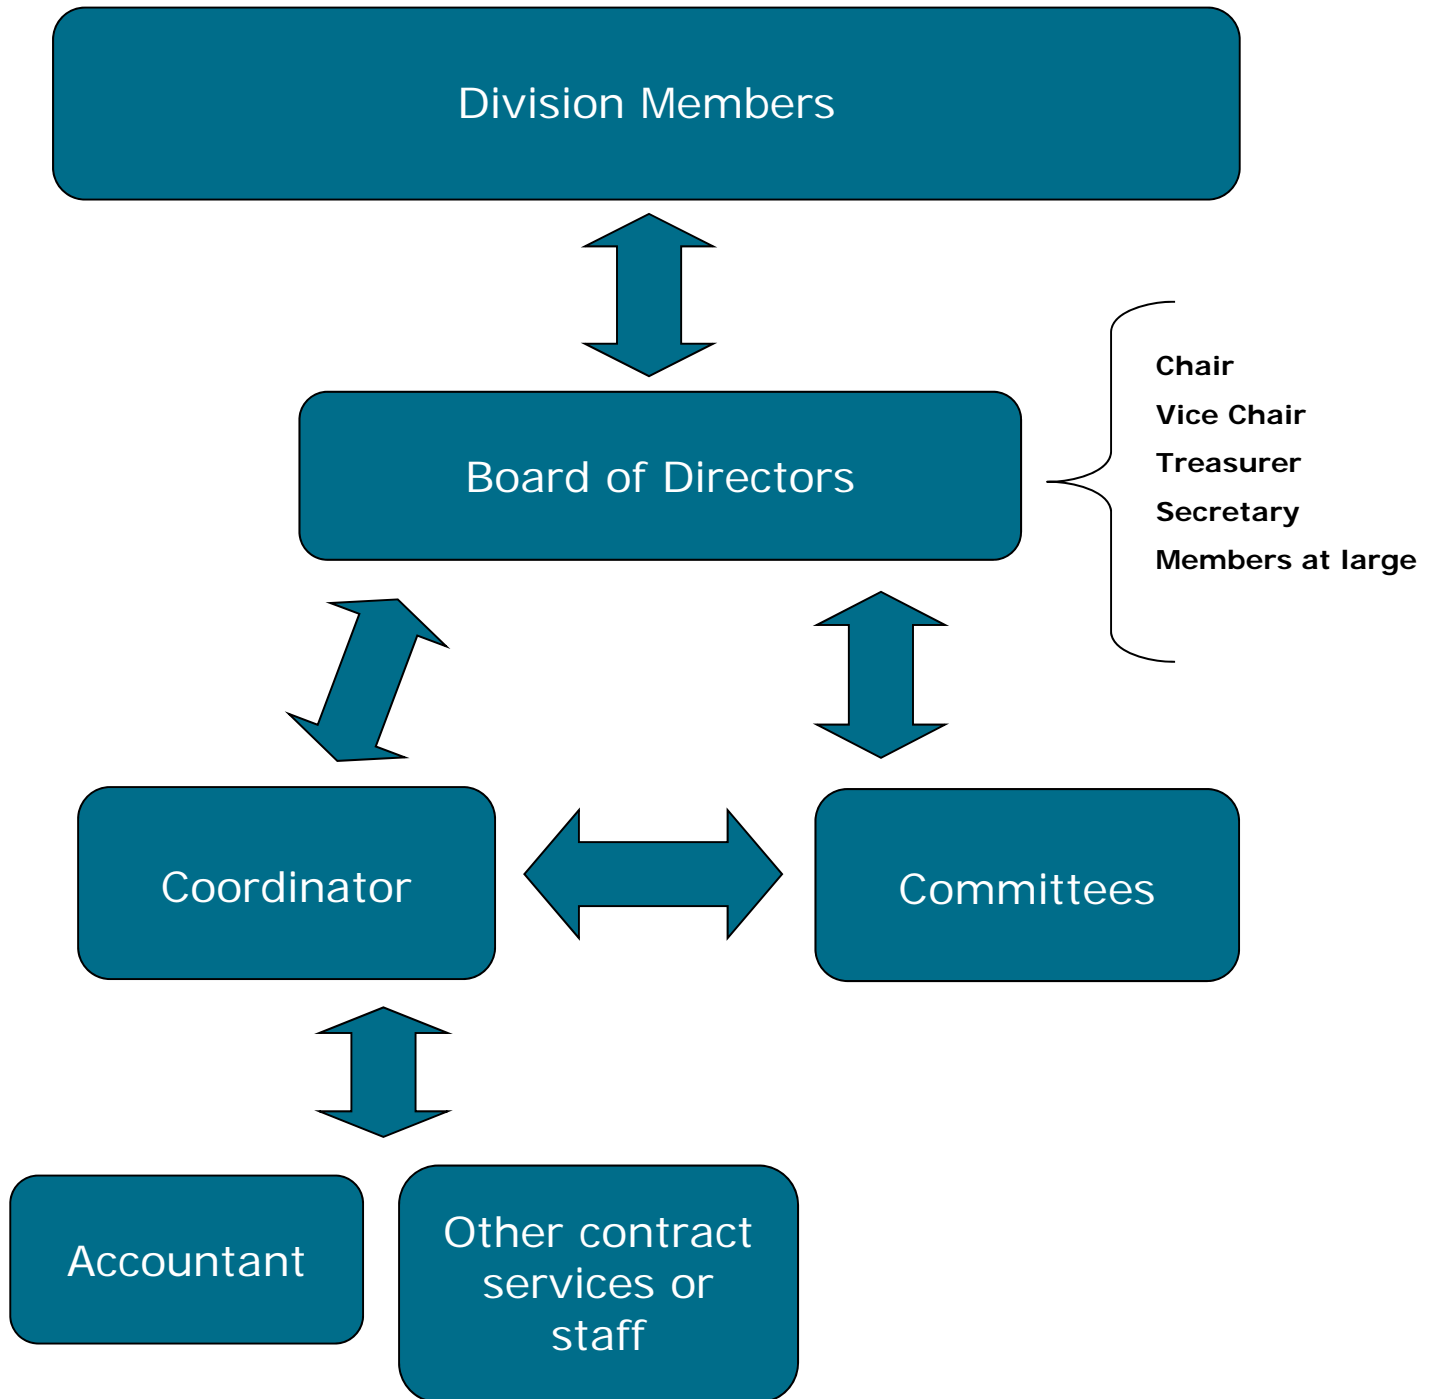 Division Members
Board of Directors
Chair
Vice Chair
Treasurer
Secretary
Members at large
Coordinator
Committees
Accountant
Other contract
services or
staff